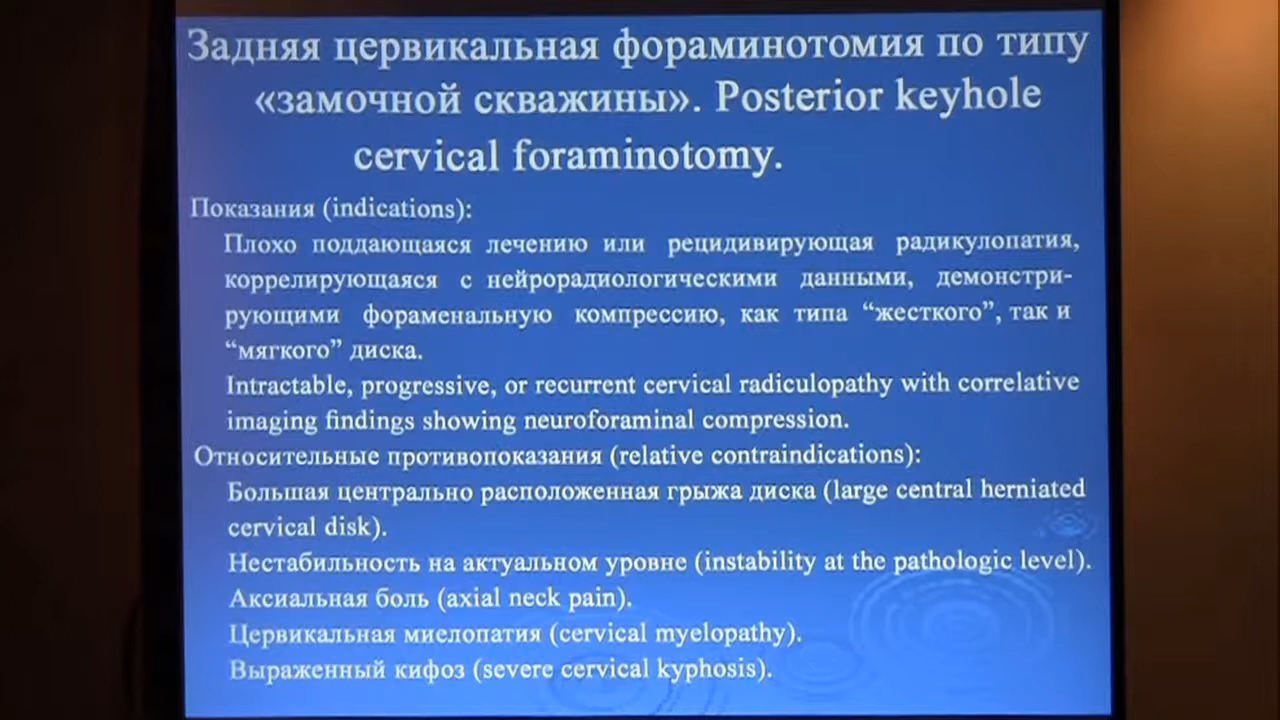 Задняя цервикальная фораминотомия по типу
«замочной скважины». Posterior keyhole
cervical foraminotomy.
Показания (indications):
Плохо поддающаяся лечению или рецидивирующая радикулопатия,
коррелирующаяся с нейрорадиологическими данными, демонстри-
рующими фораменальную компрессию, как типа “жесткого”, так и
“мягкого” диска.
Intractable, progressive, or recurrent cervical radiculopathy with correlative
imaging findings showing neuroforaminal compression.
Относительные противопоказания (relative contraindications):
Большая центрально расположенная грыжа диска (large central herniated
cervical disk).
Нестабильность на актуальном уровне (instability at the pathologic level).
Аксиальная боль (axial neck pain).
Цервикальная миелопатия (cervical myelopathy).
Выраженный кифоз (severe cervical kyphosis).